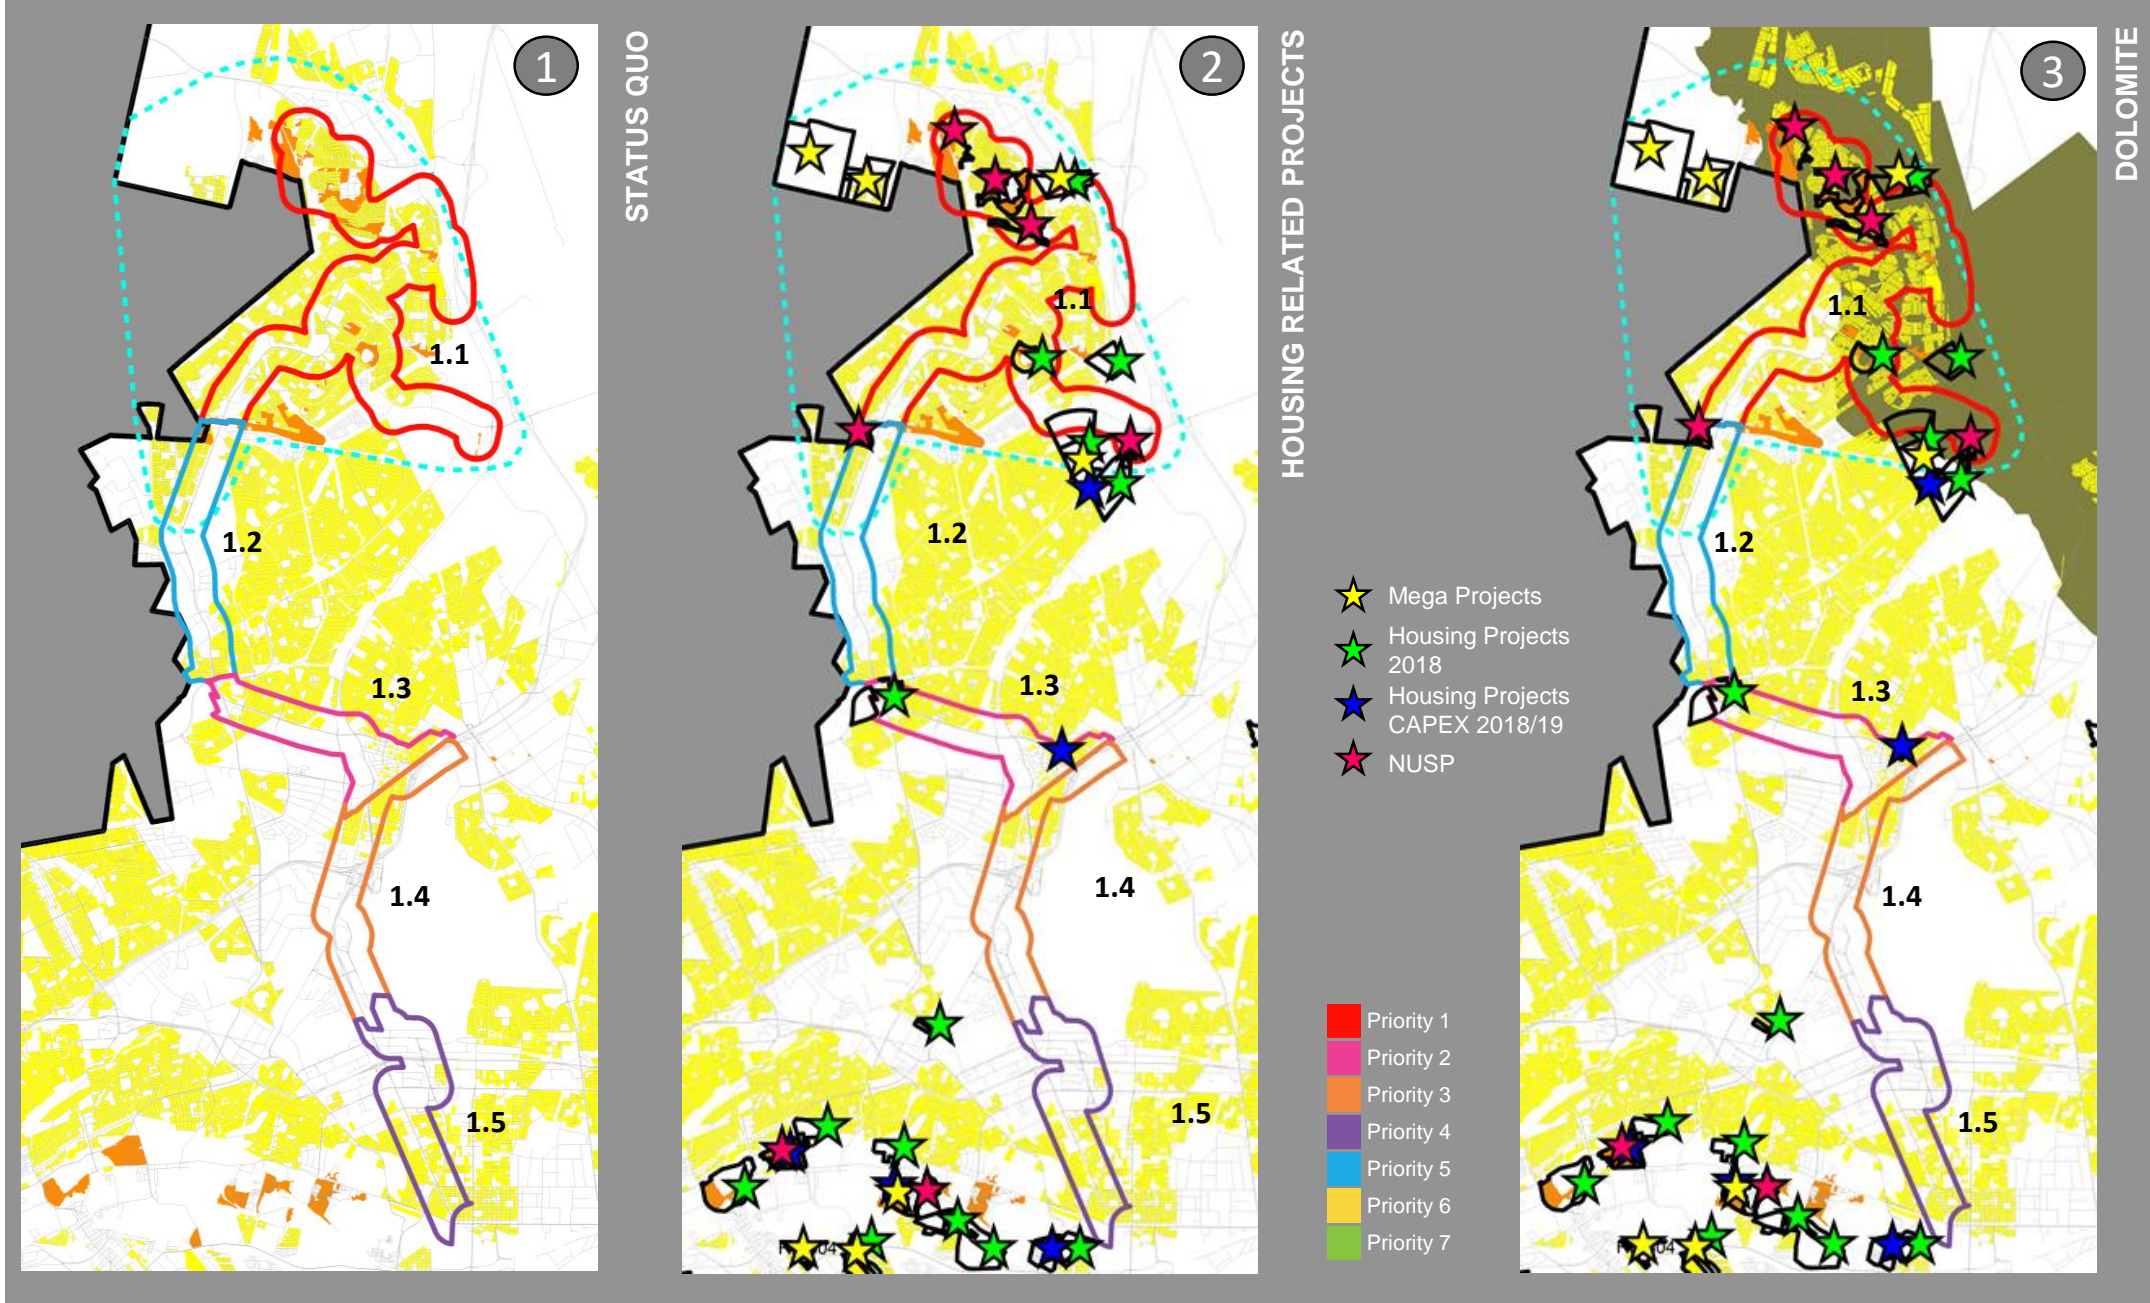 1
STATUS QUO
1.1
1.2
1.3
1.4
1.5
2
HOUSING RELATED PROJECTS
1.1
1.2
1.3
1.4
1.5
Mega Projects
Housing Projects
2018
Housing Projects
CAPEX 2018/19
NUSP
Priority 1
Priority 2
Priority 3
Priority 4
Priority 5
Priority 6
Priority 7
3
DOLOMITE
1.1
1.2
1.3
1.4
1.5